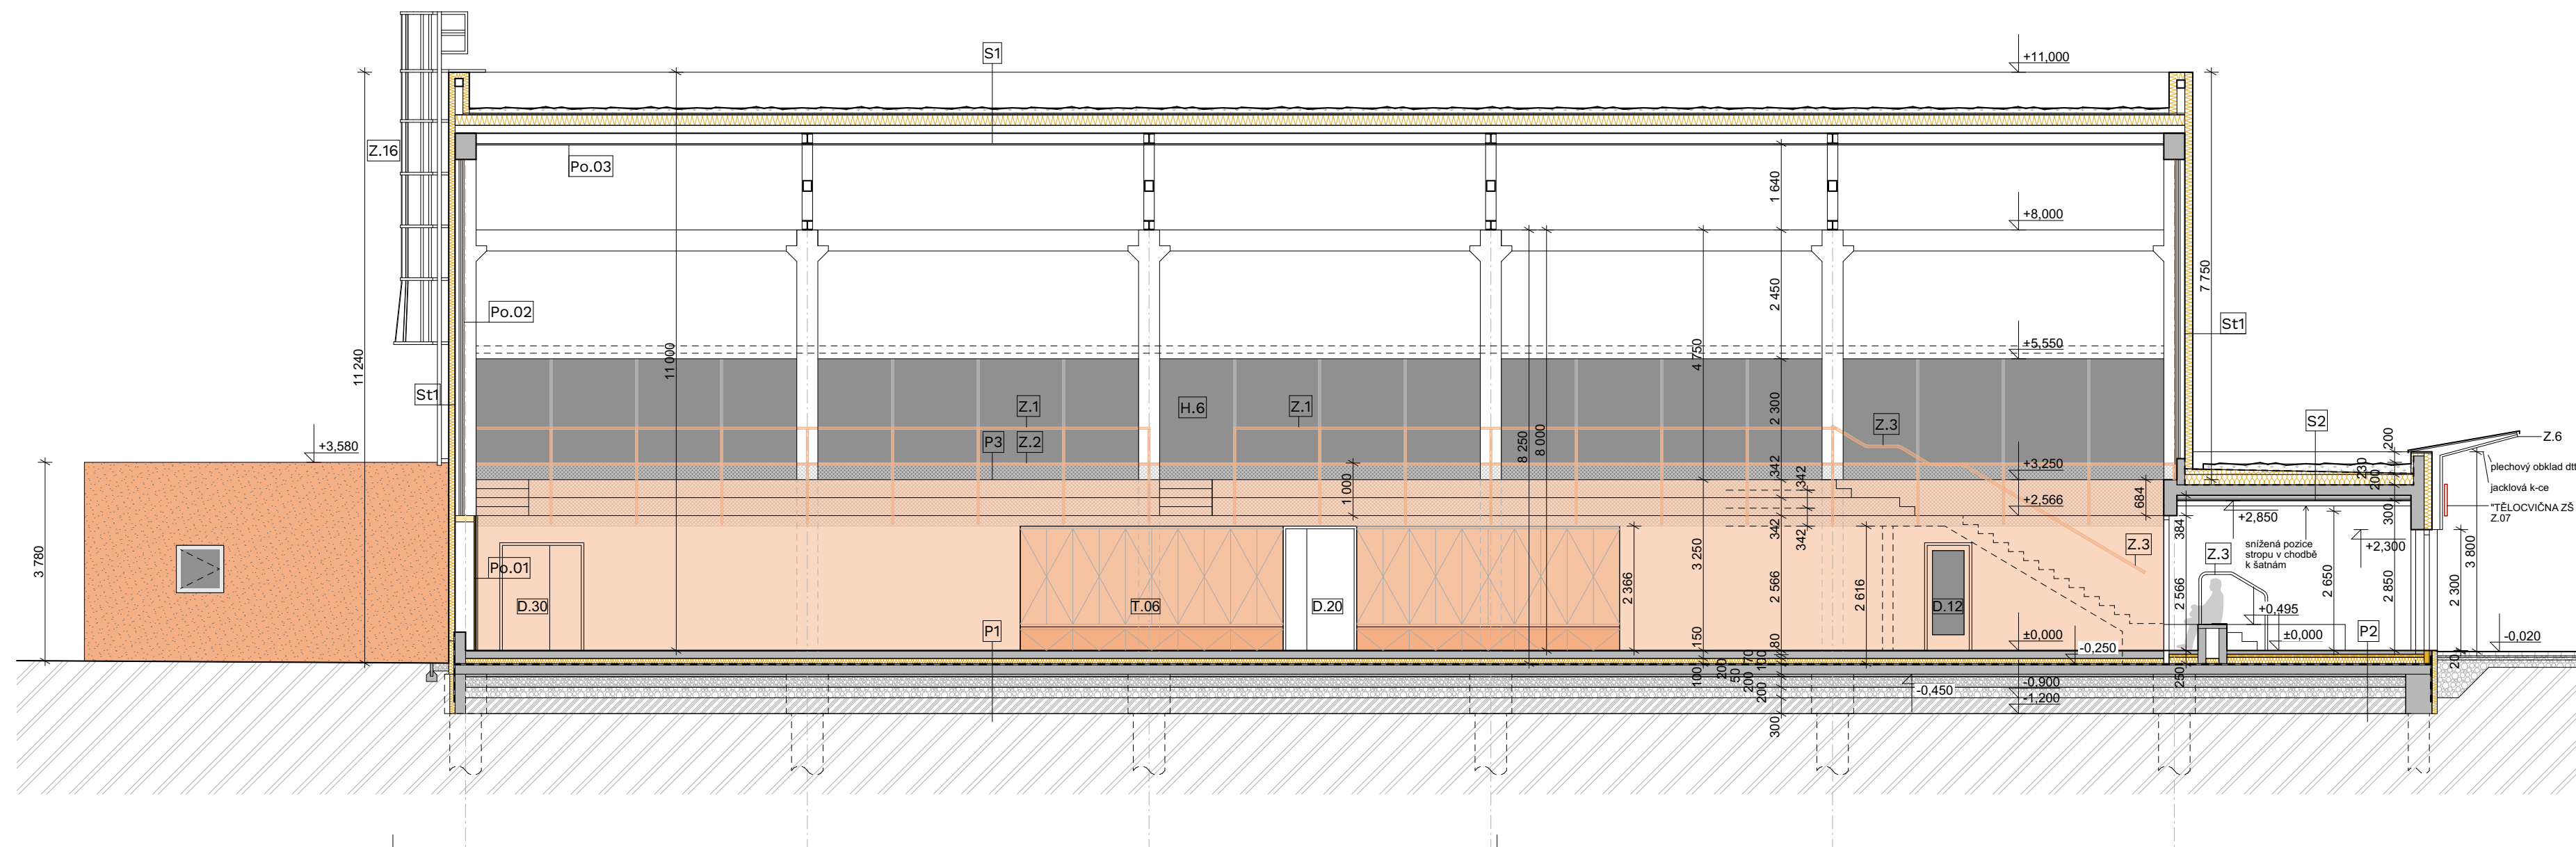 S1
+11,000
Z.16
Po.03
1 640
+8,000
7 750
Po.02
2 450
St1
+5,550
11 240
11 000
4 750
St1
Z.1
H.6
Z.1
2 300
Z.3
S2
P3
Z.2
8 250
8 000
200
Z.6
+3,580
+3,250
230
200
plechový obklad dtt
jacklová k-ce
342
342
1 000
684
+2,566
"TĚLOCVIČNA ZŠ
Z.07
+2,850
300
342
342
384
snížená pozice
stropu v chodbě
k šatnám
+2,300
3 780
Po.01
3 250
Z.3
Z.3
3 800
D.30
T.06
D.20
2 366
2 566
2 616
D.12
2 566
2 650
2 850
2 300
+0,495
P1
150
80
±0,000
±0,000
P2
-0,020
-0,250
100
200
50
70
200
100
200
250
20
-0,450
-0,900
-1,200
300